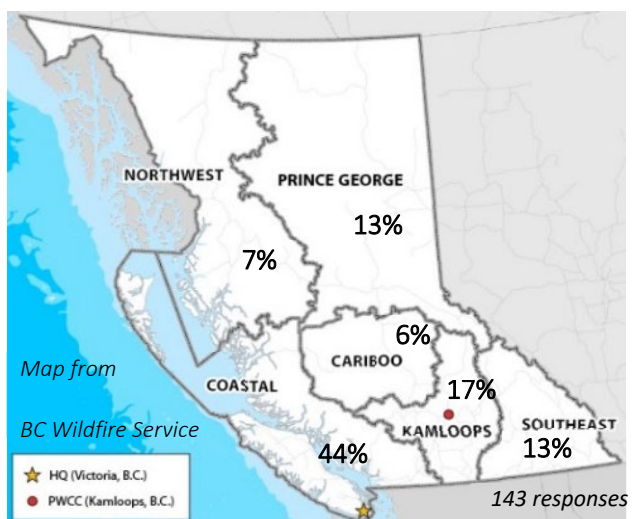 NORTHWEST
PRINCE GEORGE
13%
7%
6%
CARIBOO
Map from
COASTAL
17%
KAMLOOPS
SOUTHEAST
BC Wildfire Service
44%
13%
HQ (Victoria, B.C.)
PWCC (Kamloops, B.C.)
143 responses